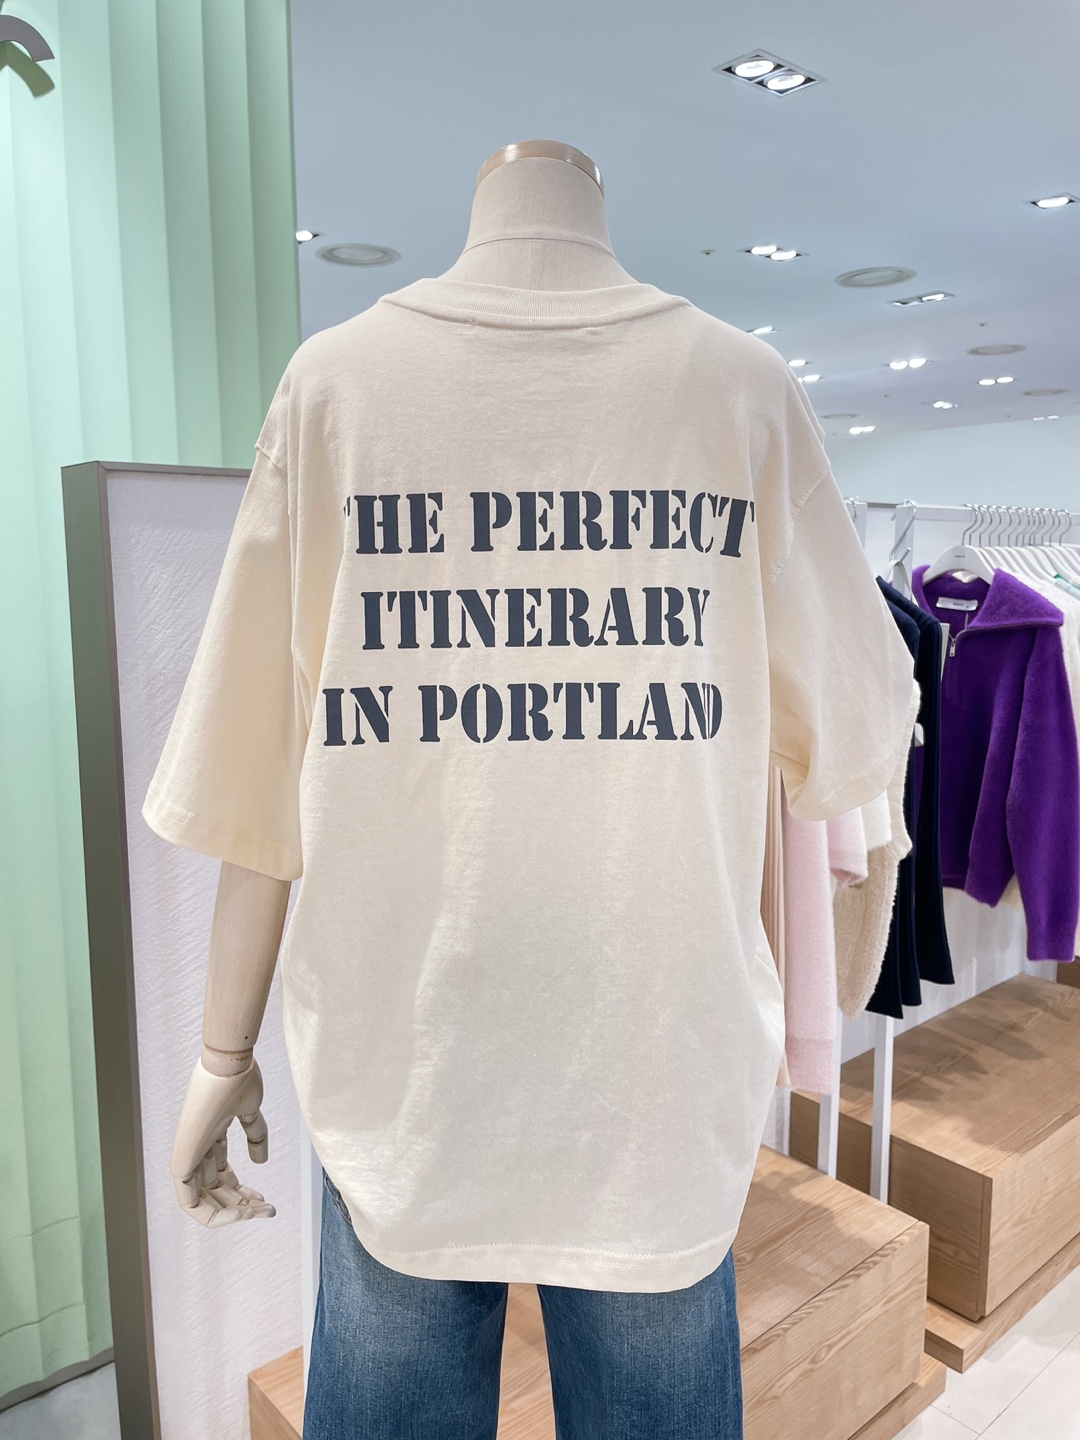 THE PERFECT
ITINERARY
IN PORTLAND